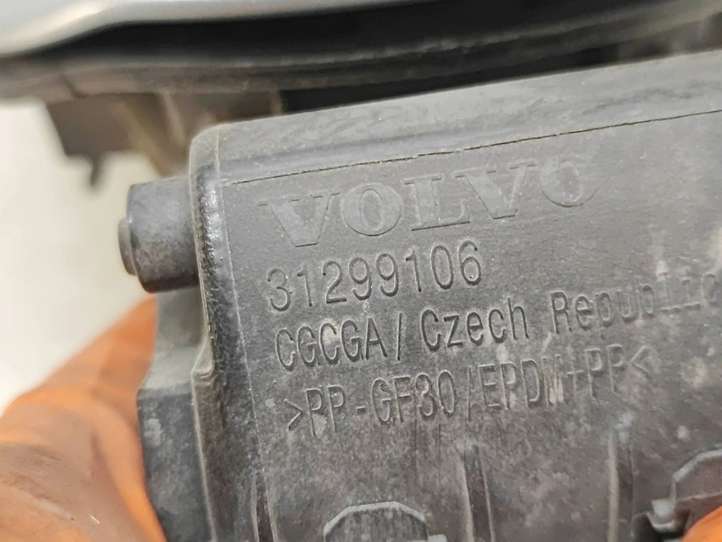 VOLVO
31299106
CGCGA/Czech Republic
>PP-GF30/EPDM+PP<